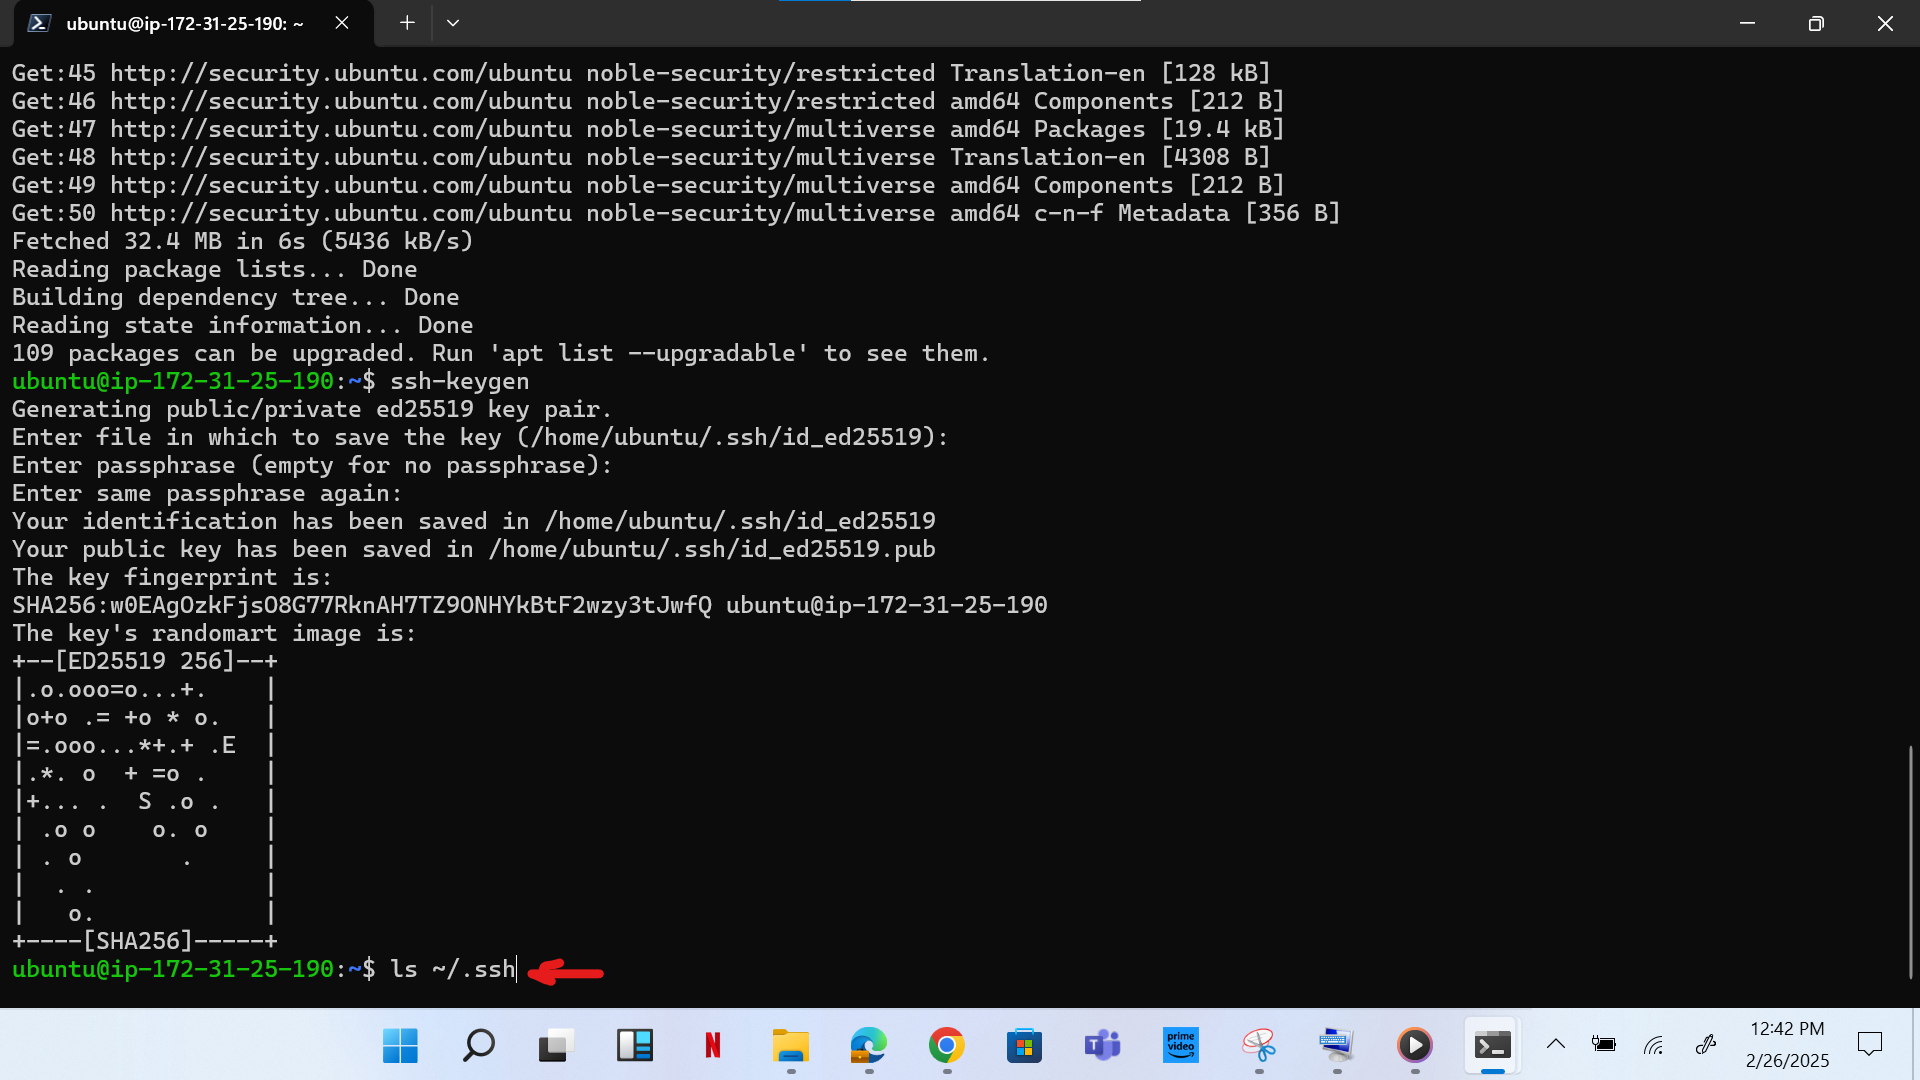 ubuntu@ip-172-31-25-190: ~
Get:45 http://security.ubuntu.com/ubuntu noble-security/restricted Translation-en [128 kB]
Get:46 http://security.ubuntu.com/ubuntu noble-security/restricted amd64 Components [212 B]
Get:47 http://security.ubuntu.com/ubuntu noble-security/multiverse amd64 Packages [19.4 kB]
Get:48 http://security.ubuntu.com/ubuntu noble-security/multiverse Translation-en [4308 B]
Get:49 http://security.ubuntu.com/ubuntu noble-security/multiverse amd64 Components [212 B]
Get:50 http://security.ubuntu.com/ubuntu noble-security/multiverse amd64 c-n-f Metadata [356 B]
Fetched 32.4 MB in 6s (5436 kB/s)
Reading package lists... Done
Building dependency tree... Done
Reading state information... Done
109 packages can be upgraded. Run 'apt list --upgradable' to see them.
ubuntu@ip-172-31-25-190:~$ ssh-keygen
Generating public/private ed25519 key pair.
Enter file in which to save the key (/home/ubuntu/.ssh/id_ed25519):
Enter passphrase (empty for no passphrase):
Enter same passphrase again:
Your identification has been saved in /home/ubuntu/.ssh/id_ed25519
Your public key has been saved in /home/ubuntu/.ssh/id_ed25519.pub
The key fingerprint is:
SHA256:w0EAgOzkFjsO8G77RknAH7TZ9ONHYkBtF2wzy3tJwfQ ubuntu@ip-172-31-25-190
The key's randomart image is:
+--[ED25519 256]--+
|.o.ooo=o...+.    |
|o+o .= +o * o.   |
|=.ooo...*+.+ .E  |
|.*. o  + =o .    |
|+... .  S .o .   |
| .o o    o. o    |
| . o       .     |
|  . .            |
|   o.            |
+----[SHA256]-----+
ubuntu@ip-172-31-25-190:~$ ls ~/.ssh
N
prime video
T
12:42 PM
2/26/2025